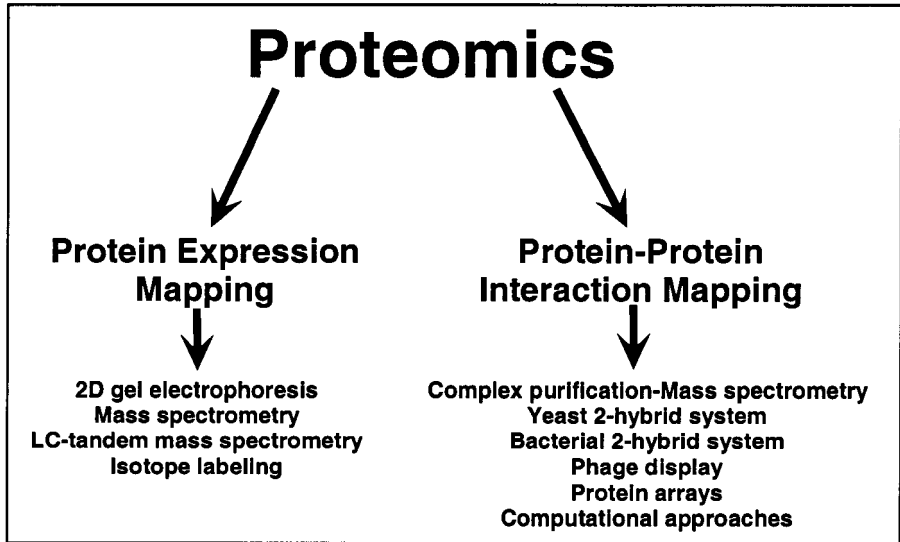 Proteomics
Protein Expression
Mapping
2D gel electrophoresis
Mass spectrometry
LC-tandem mass spectrometry
Isotope labeling
Protein-Protein
Interaction Mapping
Complex purification-Mass spectrometry
Yeast 2-hybrid system
Bacterial 2-hybrid system
Phage display
Protein arrays
Computational approaches